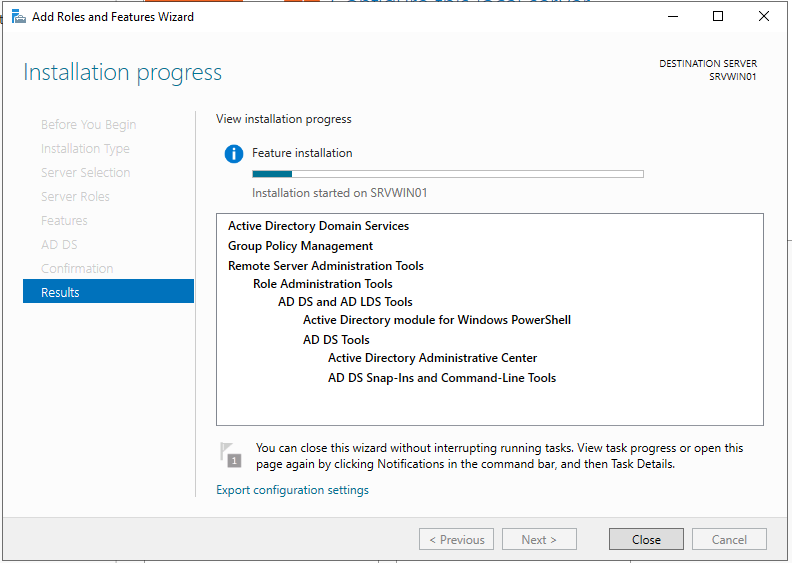 Add Roles and Features Wizard
Installation progress
DESTINATION SERVER
SRVWIN01
Before You Begin
Installation Type
Server Selection
Server Roles
Features
AD DS
Confirmation
Results
View installation progress
Feature installation
Installation started on SRVWIN01
Active Directory Domain Services
Group Policy Management
Remote Server Administration Tools
Role Administration Tools
AD DS and AD LDS Tools
Active Directory module for Windows PowerShell
AD DS Tools
Active Directory Administrative Center
AD DS Snap-Ins and Command-Line Tools
1
You can close this wizard without interrupting running tasks. View task progress or open this
page again by clicking Notifications in the command bar, and then Task Details.
Export configuration settings
< Previous
Next >
Close
Cancel